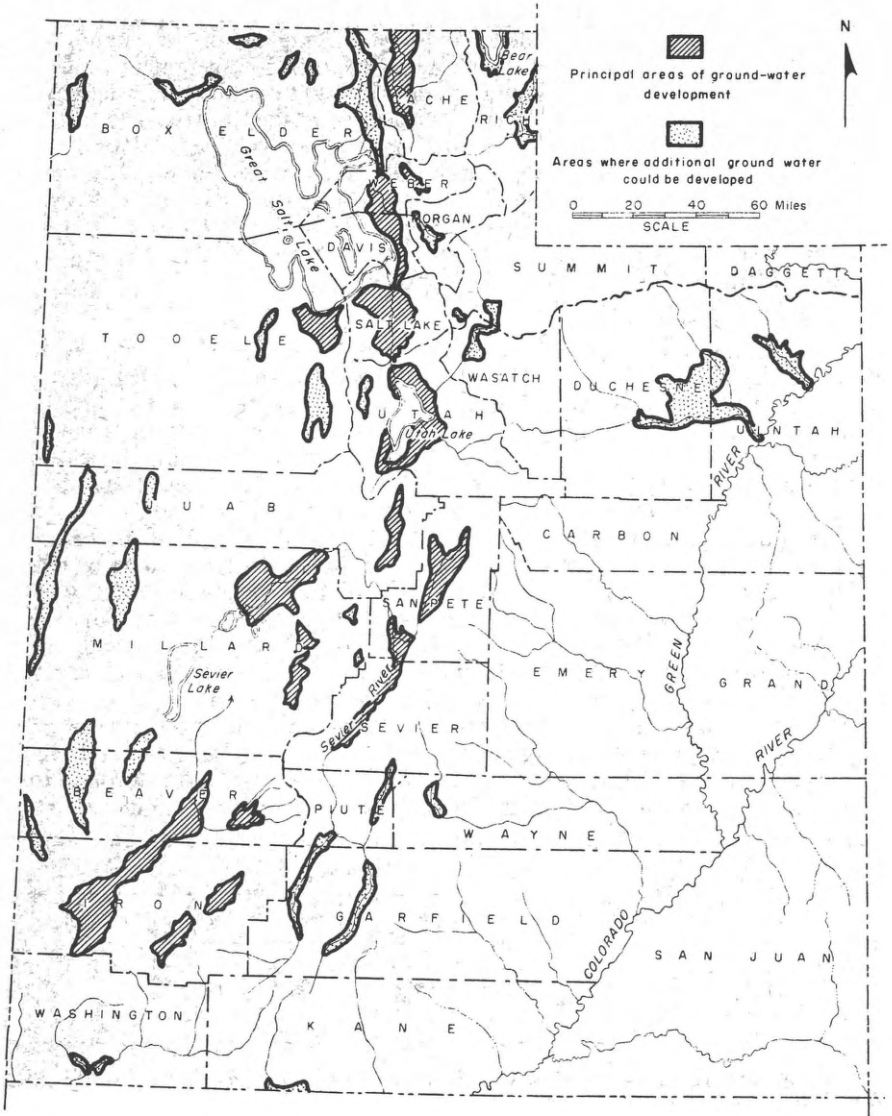 N
Bear
Lake
Principal areas of ground-water
development
Areas where additional ground water
could be developed
0 20 40 60 Miles
SCALE
BOX ELDER
CACHE
RICH
Great Salt Lake
WEBER
MORGAN
DAVIS
SUMMIT
DAGGETT
TOOELE
SALT LAKE
WASATCH
DUCHESNE
UTAH
Utah Lake
UINTAH
GREEN RIVER
UAB
CARBON
SANPETE
MILLARD
Sevier
Lake
EMERY
GRAND
Sevier River
SEVIER
COLORADO RIVER
BEAVER
PIUTE
WAYNE
IRON
GARFIELD
SAN JUAN
WASHINGTON
KANE